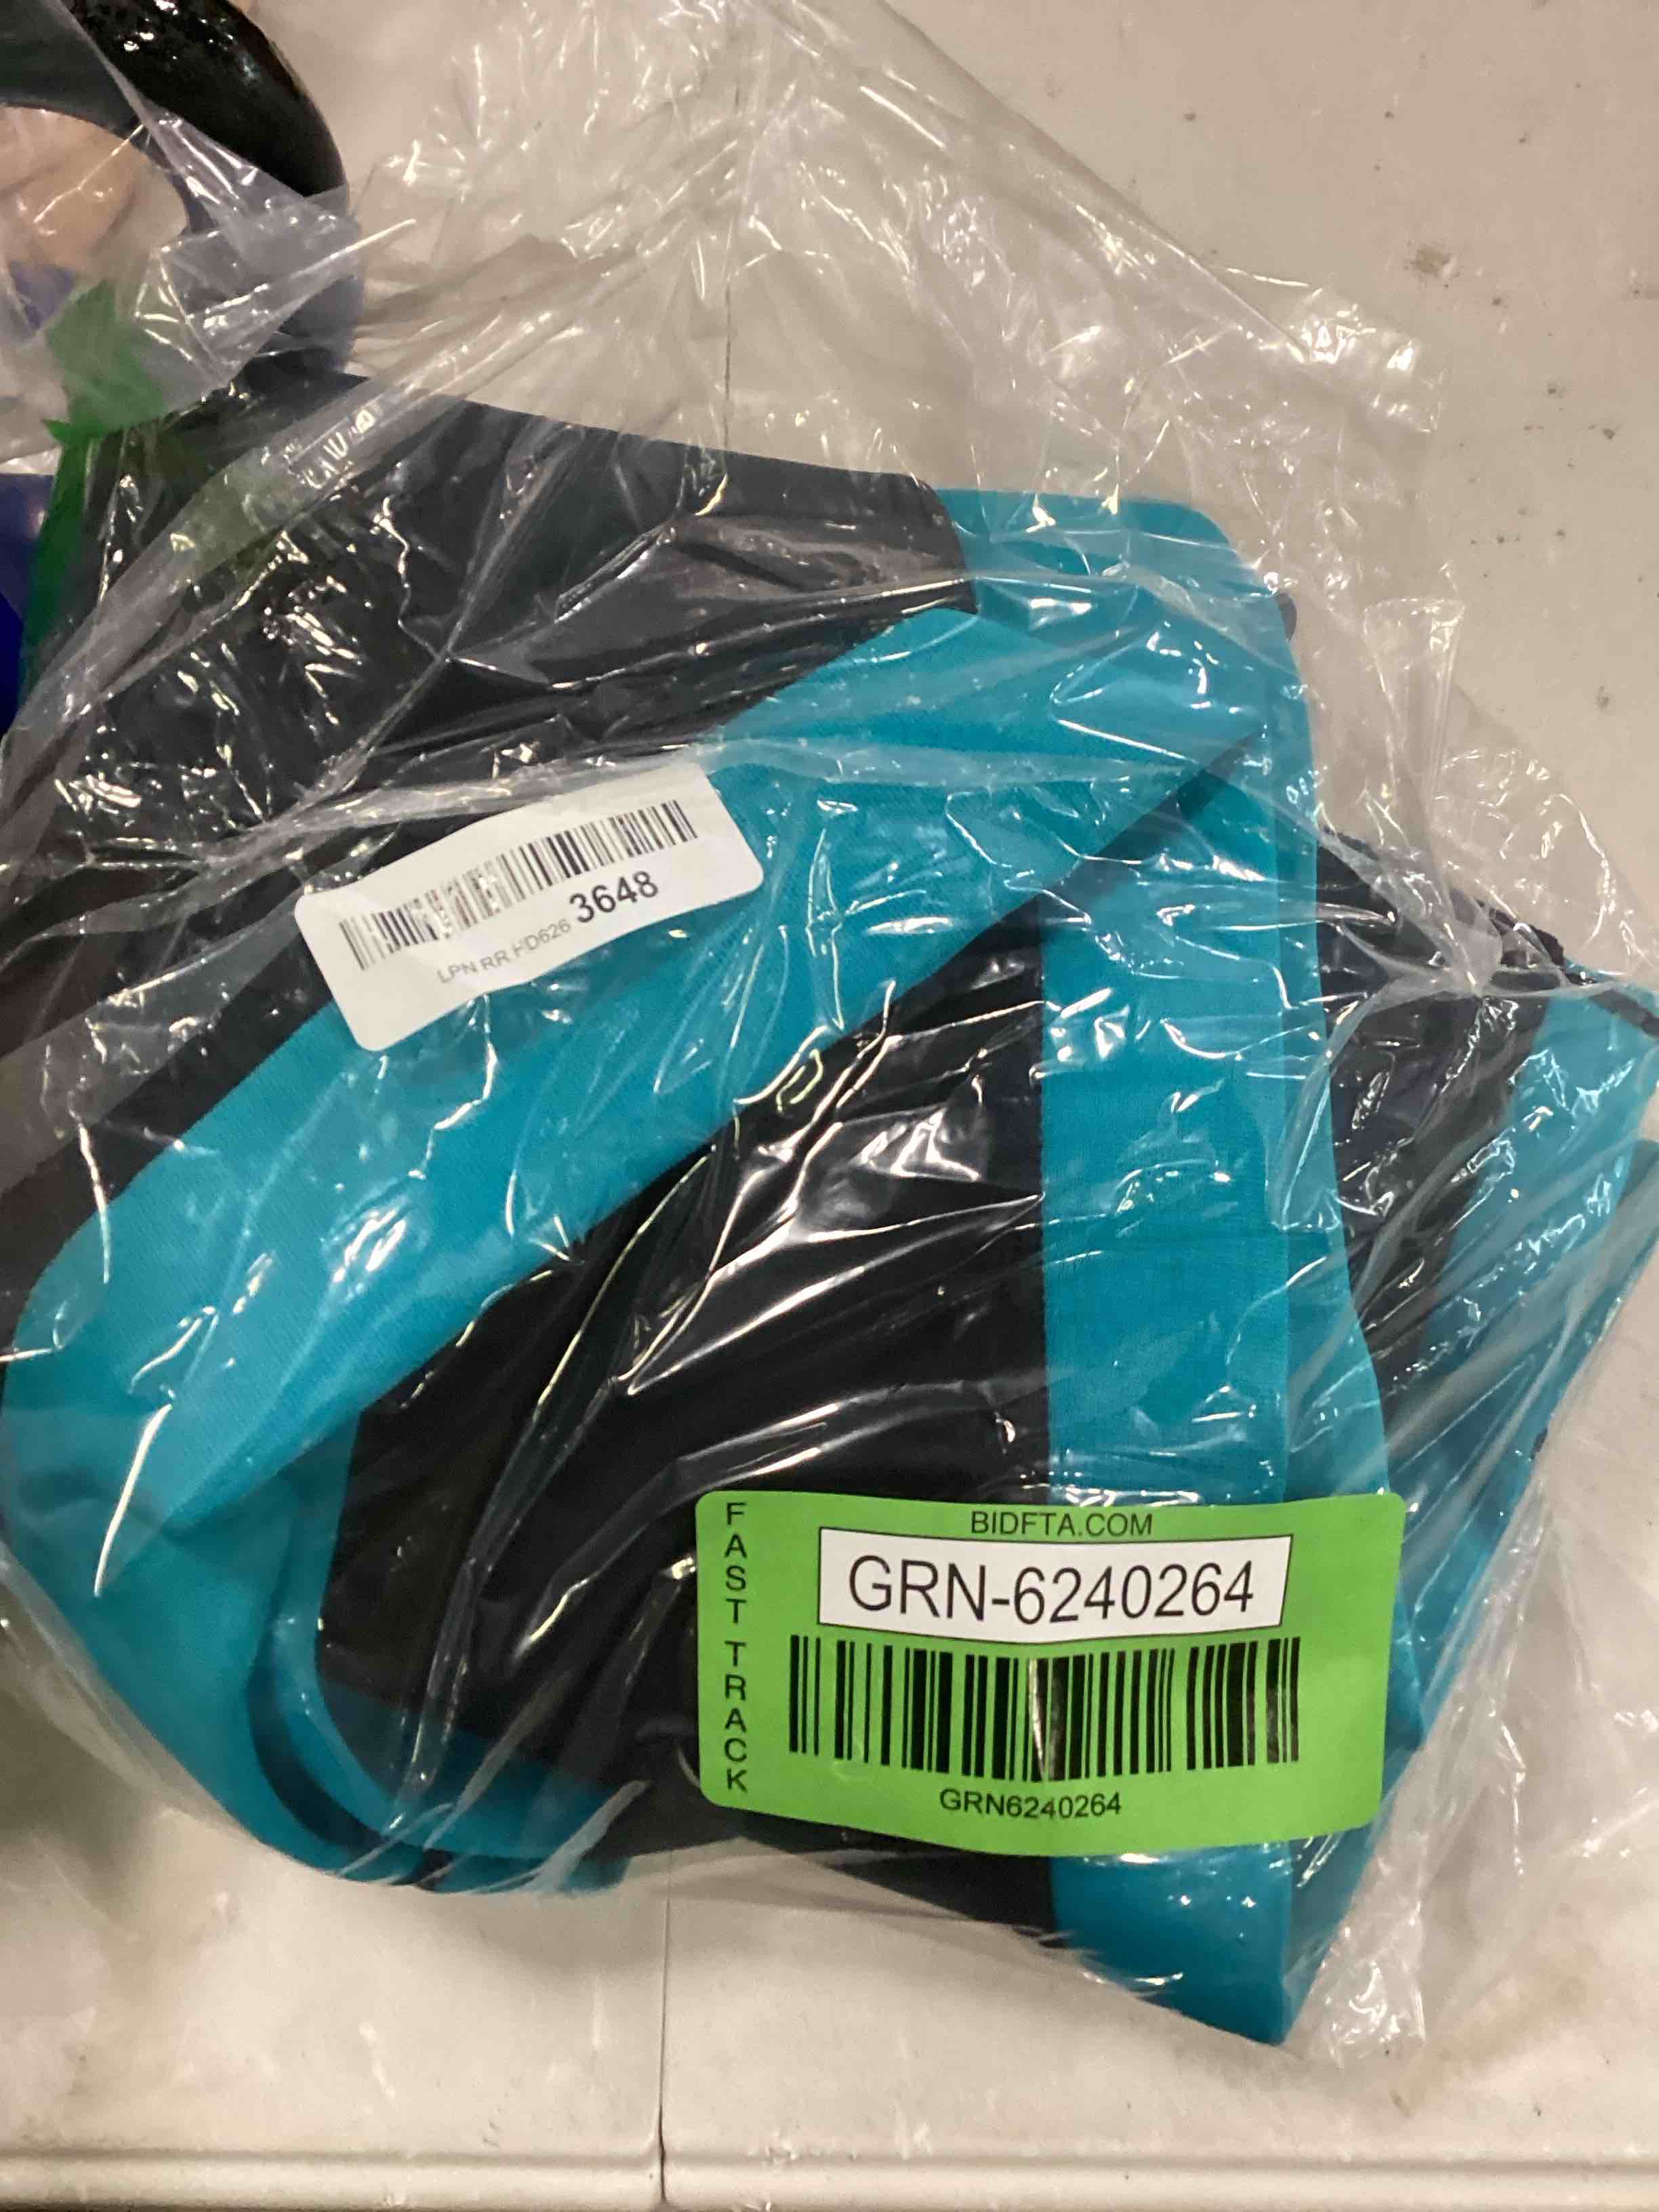 3648
LPN RR HD626
BIDFTA.COM
FAST TRACK
GRN-6240264
GRN6240264